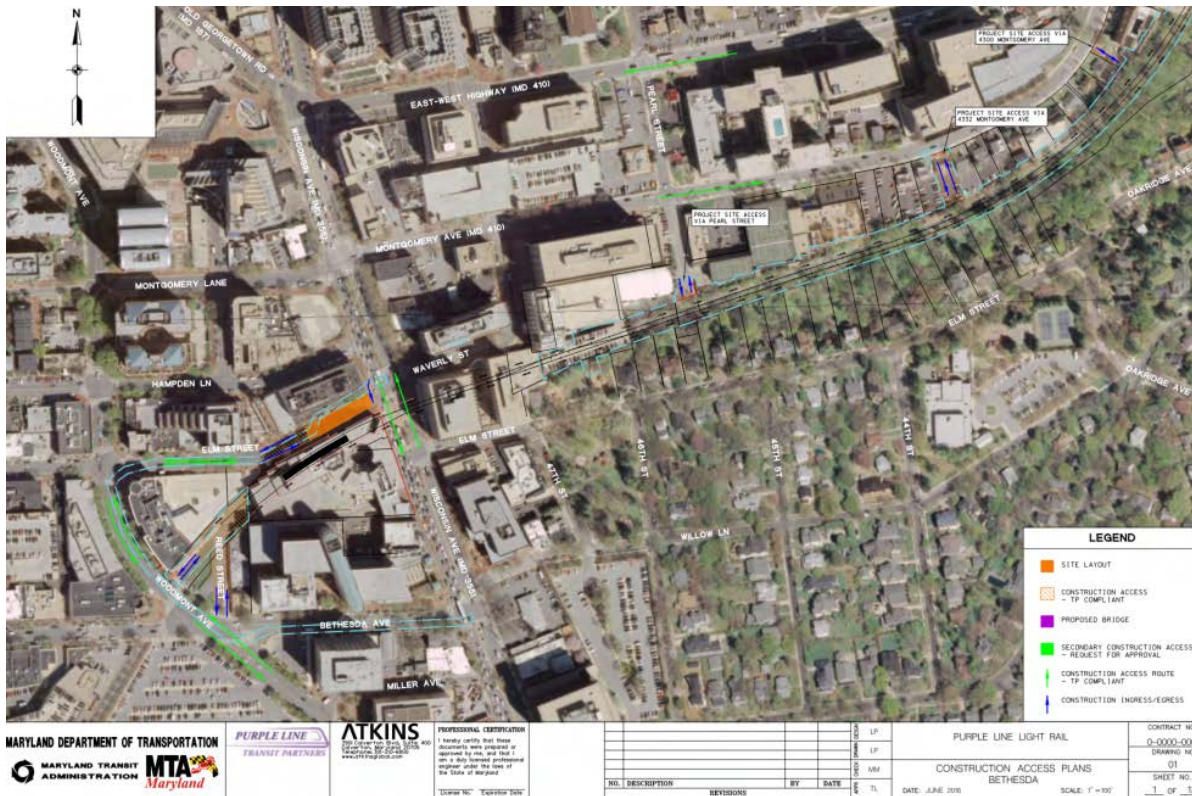 N
OLD GEORGETOWN RD
(MD 187)
EAST-WEST HIGHWAY (MD 410)
PEARL STREET
PROJECT SITE ACCESS VIA
4300 MONTGOMERY AVE
PROJECT SITE ACCESS VIA
4332 MONTGOMERY AVE
WOODMONT AVE
WISCONSIN AVE (MD 355)
MONTGOMERY AVE (MD 410)
PROJECT SITE ACCESS
VIA PEARL STREET
OAKRIDGE AVE
MONTGOMERY LANE
ELM STREET
WAVERLY ST
HAMPDEN LN
OAKRIDGE AVE
ELM STREET
ELM STREET
47TH ST
46TH ST
45TH ST
44TH ST
WISCONSIN AVE (MD 355)
WILLOW LN
REED STREET
WOODMONT AVE
BETHESDA AVE
MILLER AVE
LEGEND
SITE LAYOUT
CONSTRUCTION ACCESS
- TP COMPLIANT
PROPOSED BRIDGE
SECONDARY CONSTRUCTION ACCESS
- REQUEST FOR APPROVAL
CONSTRUCTION ACCESS ROUTE
- TP COMPLIANT
CONSTRUCTION INGRESS/EGRESS
MARYLAND DEPARTMENT OF TRANSPORTATION
MARYLAND TRANSIT
ADMINISTRATION
MTA
Maryland
PURPLE LINE
TRANSIT PARTNERS
ATKINS
PROFESSIONAL CERTIFICATION
I hereby certify that these
documents were prepared or
approved by me, and that I
am a duly licensed professional
engineer under the laws of
the State of Maryland
License No. Expiration Date
NO. DESCRIPTION BY DATE
REVISIONS
LP
LP
MM
TL
PURPLE LINE LIGHT RAIL
CONSTRUCTION ACCESS PLANS
BETHESDA
DATE: JUNE 2016 SCALE: 1"=100'
CONTRACT NO
0-0000-00
DRAWING NO
01
SHEET NO.
1 OF 1